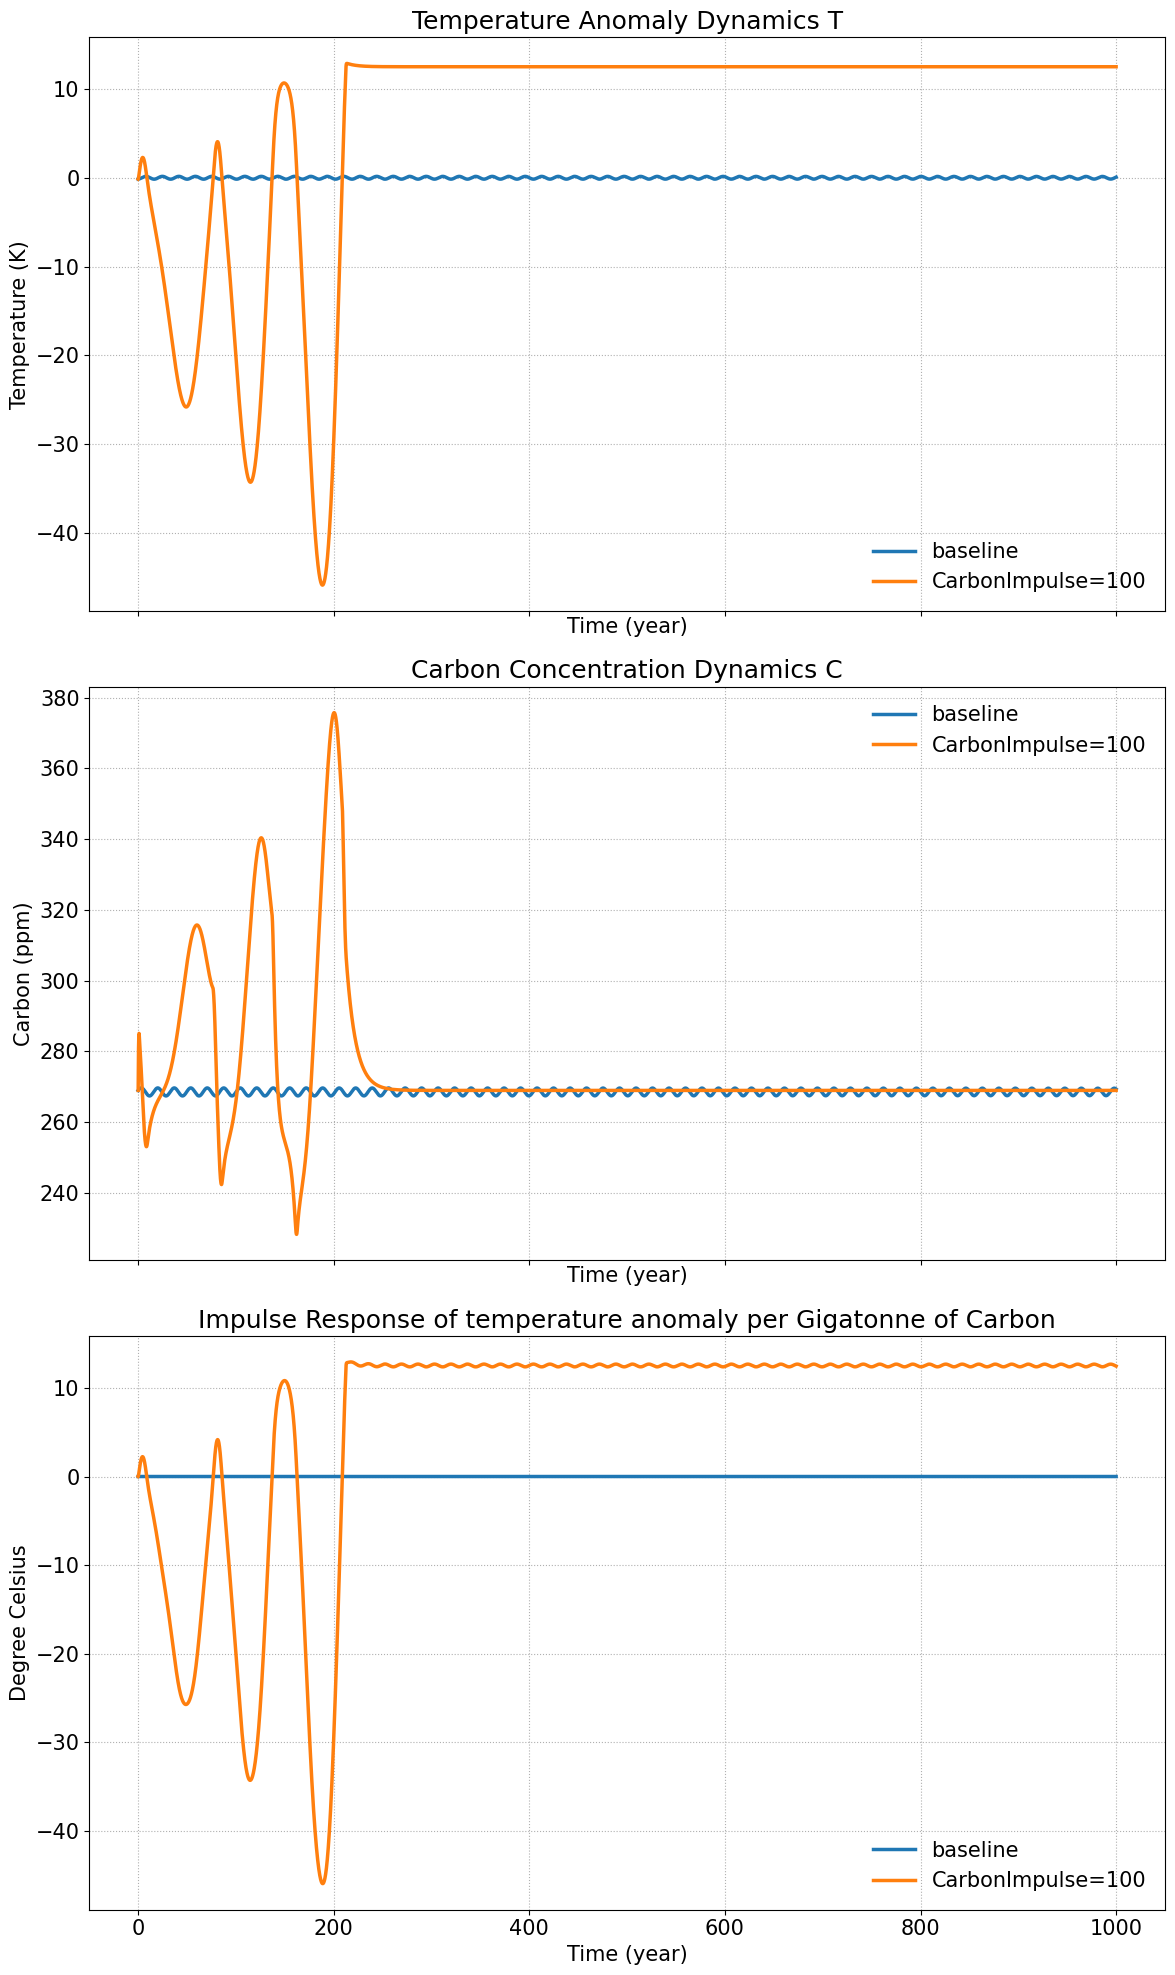 Temperature Anomaly Dynamics T
10
0
−10
−20
−30
−40
Temperature (K)
baseline
CarbonImpulse=100
Time (year)
Carbon Concentration Dynamics C
380
360
340
320
300
280
260
240
Carbon (ppm)
baseline
CarbonImpulse=100
Time (year)
Impulse Response of temperature anomaly per Gigatonne of Carbon
10
0
−10
−20
−30
−40
Degree Celsius
baseline
CarbonImpulse=100
0 200 400 600 800 1000
Time (year)